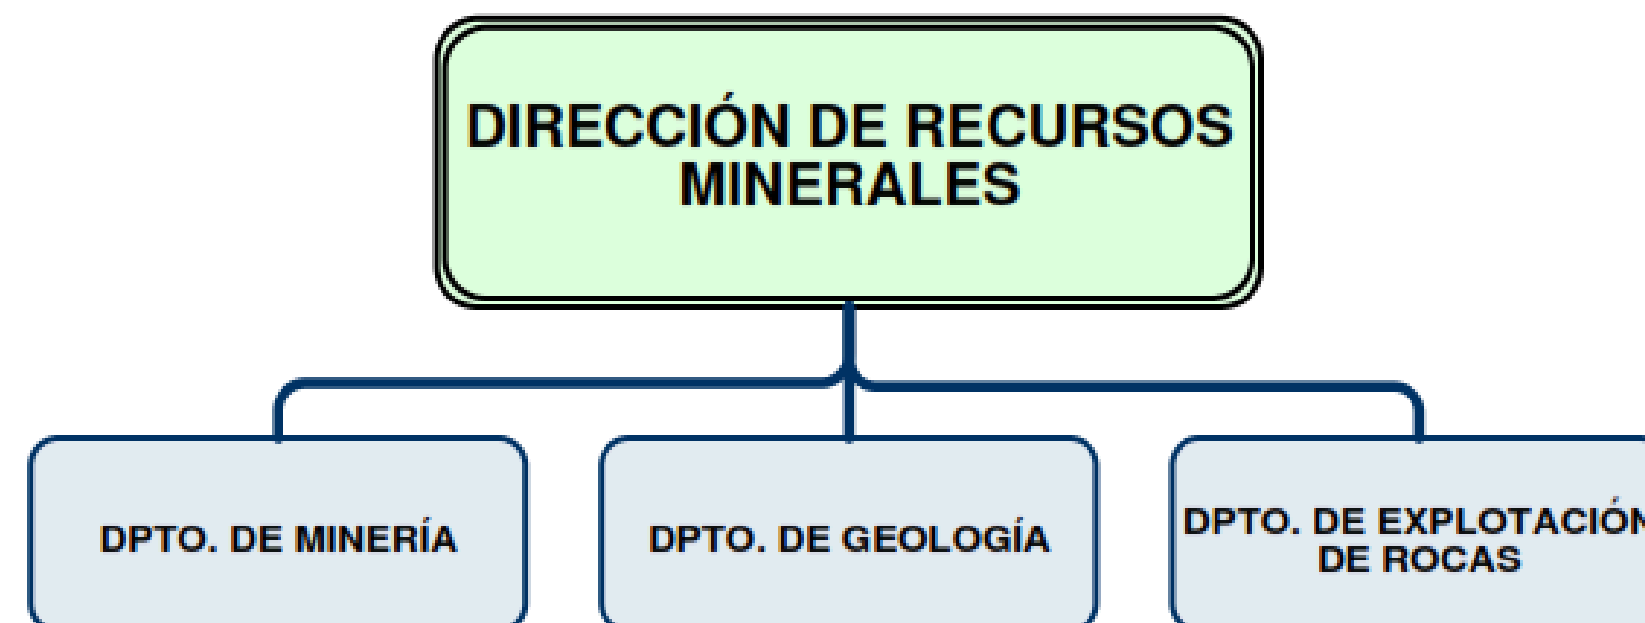 DIRECCIÓN DE RECURSOS
MINERALES
DPTO. DE MINERÍA
DPTO. DE GEOLOGÍA
DPTO. DE EXPLOTACIÓN
DE ROCAS